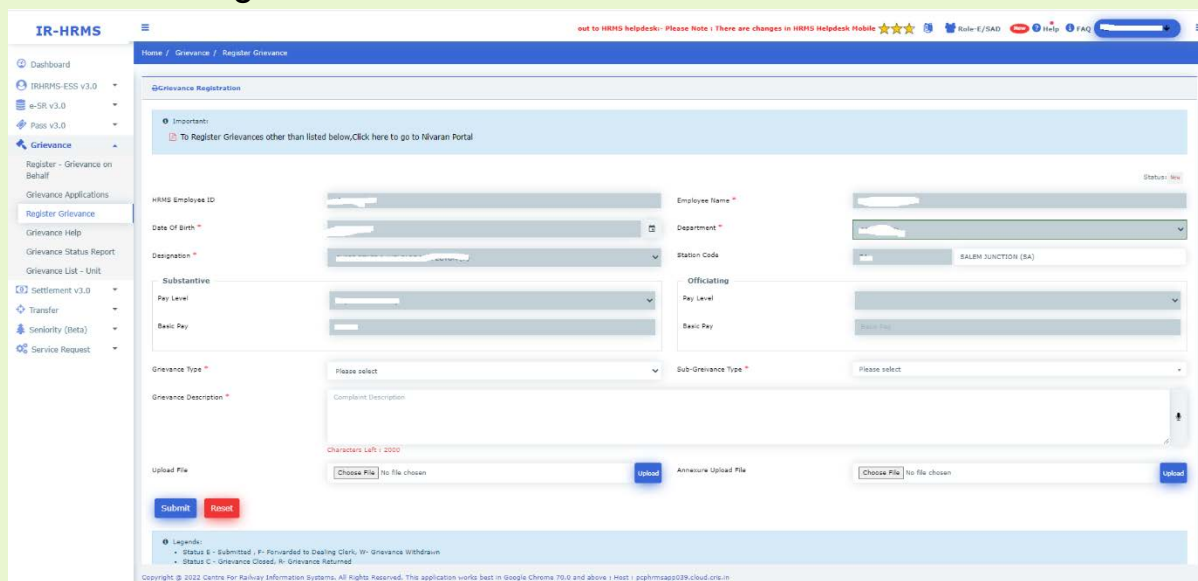 IR-HRMS
out to HRMS helpdesk:- Please Note : There are changes in HRMS Helpdesk Mobile
Role-E/SAD
New
Help
FAQ
Home / Grievance / Register Grievance
Dashboard
IRHRMS-ESS v3.0
e-SR v3.0
Pass v3.0
Grievance
Register - Grievance on
Behalf
Grievance Applications
Register Grievance
Grievance Help
Grievance Status Report
Grievance List - Unit
Settlement v3.0
Transfer
Seniority (Beta)
Service Request
Grievance Registration
Important:
To Register Grievances other than listed below,Click here to go to Nivaran Portal
Status: New
HRMS Employee ID
Employee Name *
Date Of Birth *
Department *
Designation *
Station Code
SALEM JUNCTION (SA)
Substantive
Officiating
Pay Level
Pay Level
Basic Pay
Basic Pay
Basic Pay
Grievance Type *
Please select
Sub-Greivance Type *
Please select
Grievance Description *
Complaint Description
Characters Left : 2000
Upload File
Choose File No file chosen
Upload
Annexure Upload File
Choose File No file chosen
Upload
Submit
Reset
Legends:
Status E - Submitted , F- Forwarded to Dealing Clerk, W- Grievance Withdrawn
Status C - Grievance Closed, R- Grievance Returned
Copyright @ 2022 Centre For Railway Information Systems. All Rights Reserved. This application works best in Google Chrome 70.0 and above : Host : pcphrmsapp039.cloud.cris.in